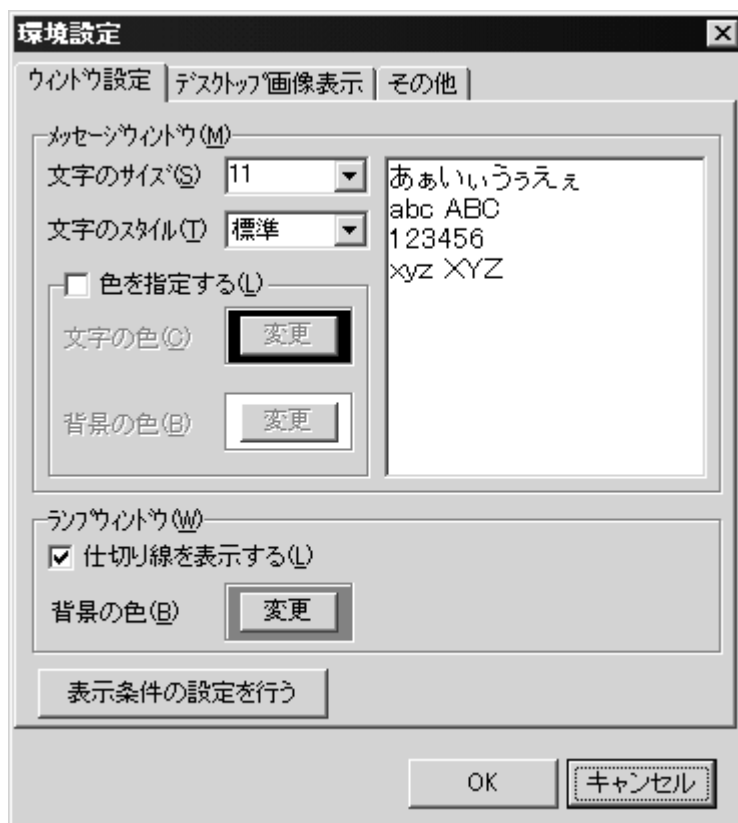 環境設定
ウィンドウ設定 デスクトップ画像表示 その他
メッセージウィンドウ(M)
文字のサイズ(S) 11
文字のスタイル(T) 標準
色を指定する(L)
文字の色(C) 変更
背景の色(B) 変更
あぁいぃうぅえぇ
abc ABC
123456
xyz XYZ
ランプウィンドウ(W)
仕切り線を表示する(L)
背景の色(B) 変更
表示条件の設定を行う
OK キャンセル